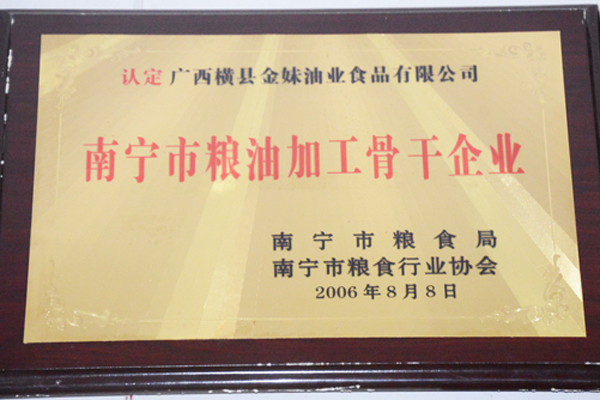 认定 广西横县金妹油业食品有限公司
南宁市粮油加工骨干企业
南宁市粮食局
南宁市粮食行业协会
2006年8月8日